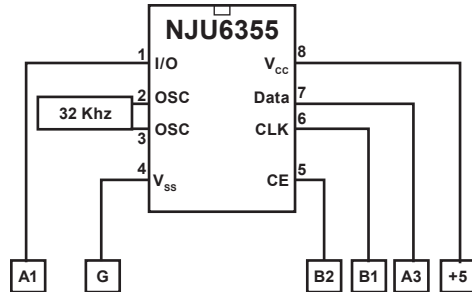 NJU6355
1 I/O V_CC 8
2 OSC Data 7
32 Khz
3 OSC CLK 6
4 V_SS CE 5
A1 G B2 B1 A3 +5